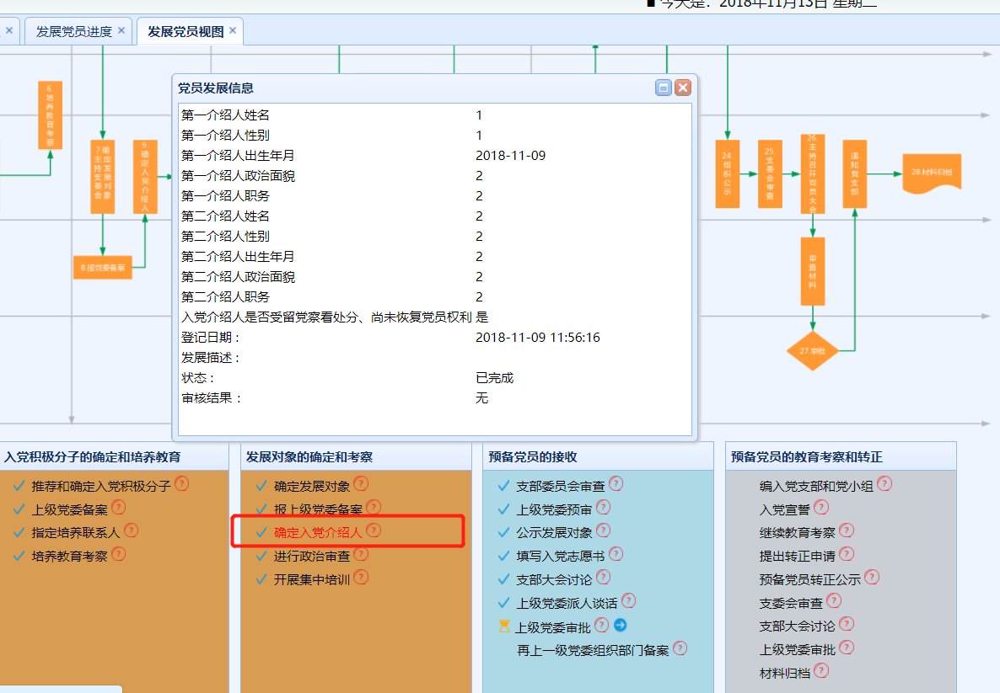 ■ 今天是：2018年11月13日 星期二
发展党员进度
发展党员视图
6.培养教育考察
7 主持支委会
确定发展对象
8 报党委备案
9.确定入党介绍人
24 组织公示
25 支委会审查
26 主持召开党员大会
通知党支部
28 材料归档
审查材料
27 审批
党员发展信息
第一介绍人姓名 1
第一介绍人性别 1
第一介绍人出生年月 2018-11-09
第一介绍人政治面貌 2
第一介绍人职务 2
第二介绍人姓名 2
第二介绍人性别 2
第二介绍人出生年月 2
第二介绍人政治面貌 2
第二介绍人职务 2
入党介绍人是否受留党察看处分、尚未恢复党员权利 是
登记日期： 2018-11-09 11:56:16
发展描述：
状态： 已完成
审核结果： 无
入党积极分子的确定和培养教育
推荐和确定入党积极分子?
上级党委备案?
指定培养联系人?
培养教育考察?
发展对象的确定和考察
确定发展对象?
报上级党委备案?
确定入党介绍人?
进行政治审查?
开展集中培训?
预备党员的接收
支部委员会审查?
上级党委预审?
公示发展对象?
填写入党志愿书?
支部大会讨论?
上级党委派人谈话?
上级党委审批?
再上一级党委组织部门备案?
预备党员的教育考察和转正
编入党支部和党小组?
入党宣誓?
继续教育考察?
提出转正申请?
预备党员转正公示?
支委会审查?
支部大会讨论?
上级党委审批?
材料归档?